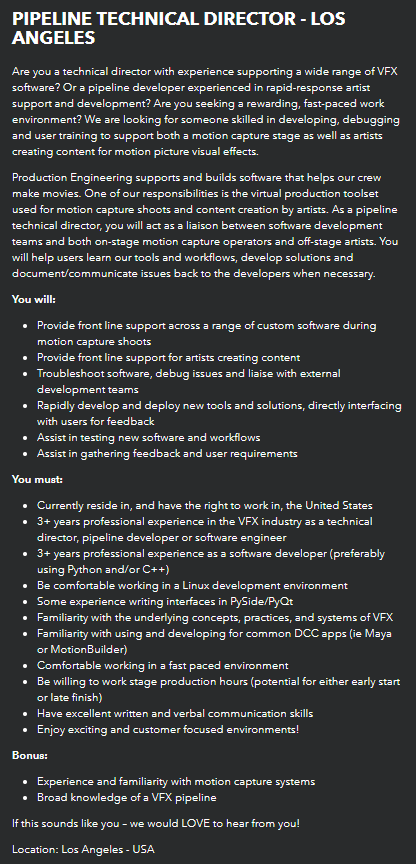 PIPELINE TECHNICAL DIRECTOR - LOS
ANGELES
Are you a technical director with experience supporting a wide range of VFX
software? Or a pipeline developer experienced in rapid-response artist
support and development? Are you seeking a rewarding, fast-paced work
environment? We are looking for someone skilled in developing, debugging
and user training to support both a motion capture stage as well as artists
creating content for motion picture visual effects.
Production Engineering supports and builds software that helps our crew
make movies. One of our responsibilities is the virtual production toolset
used for motion capture shoots and content creation by artists. As a pipeline
technical director, you will act as a liaison between software development
teams and both on-stage motion capture operators and off-stage artists. You
will help users learn our tools and workflows, develop solutions and
document/communicate issues back to the developers when necessary.
You will:
• Provide front line support across a range of custom software during
motion capture shoots
• Provide front line support for artists creating content
• Troubleshoot software, debug issues and liaise with external
development teams
• Rapidly develop and deploy new tools and solutions, directly interfacing
with users for feedback
• Assist in testing new software and workflows
• Assist in gathering feedback and user requirements
You must:
• Currently reside in, and have the right to work in, the United States
• 3+ years professional experience in the VFX industry as a technical
director, pipeline developer or software engineer
• 3+ years professional experience as a software developer (preferably
using Python and/or C++)
• Be comfortable working in a Linux development environment
• Some experience writing interfaces in PySide/PyQt
• Familiarity with the underlying concepts, practices, and systems of VFX
• Familiarity with using and developing for common DCC apps (ie Maya
or MotionBuilder)
• Comfortable working in a fast paced environment
• Be willing to work stage production hours (potential for either early start
or late finish)
• Have excellent written and verbal communication skills
• Enjoy exciting and customer focused environments!
Bonus:
• Experience and familiarity with motion capture systems
• Broad knowledge of a VFX pipeline
If this sounds like you – we would LOVE to hear from you!
Location: Los Angeles - USA